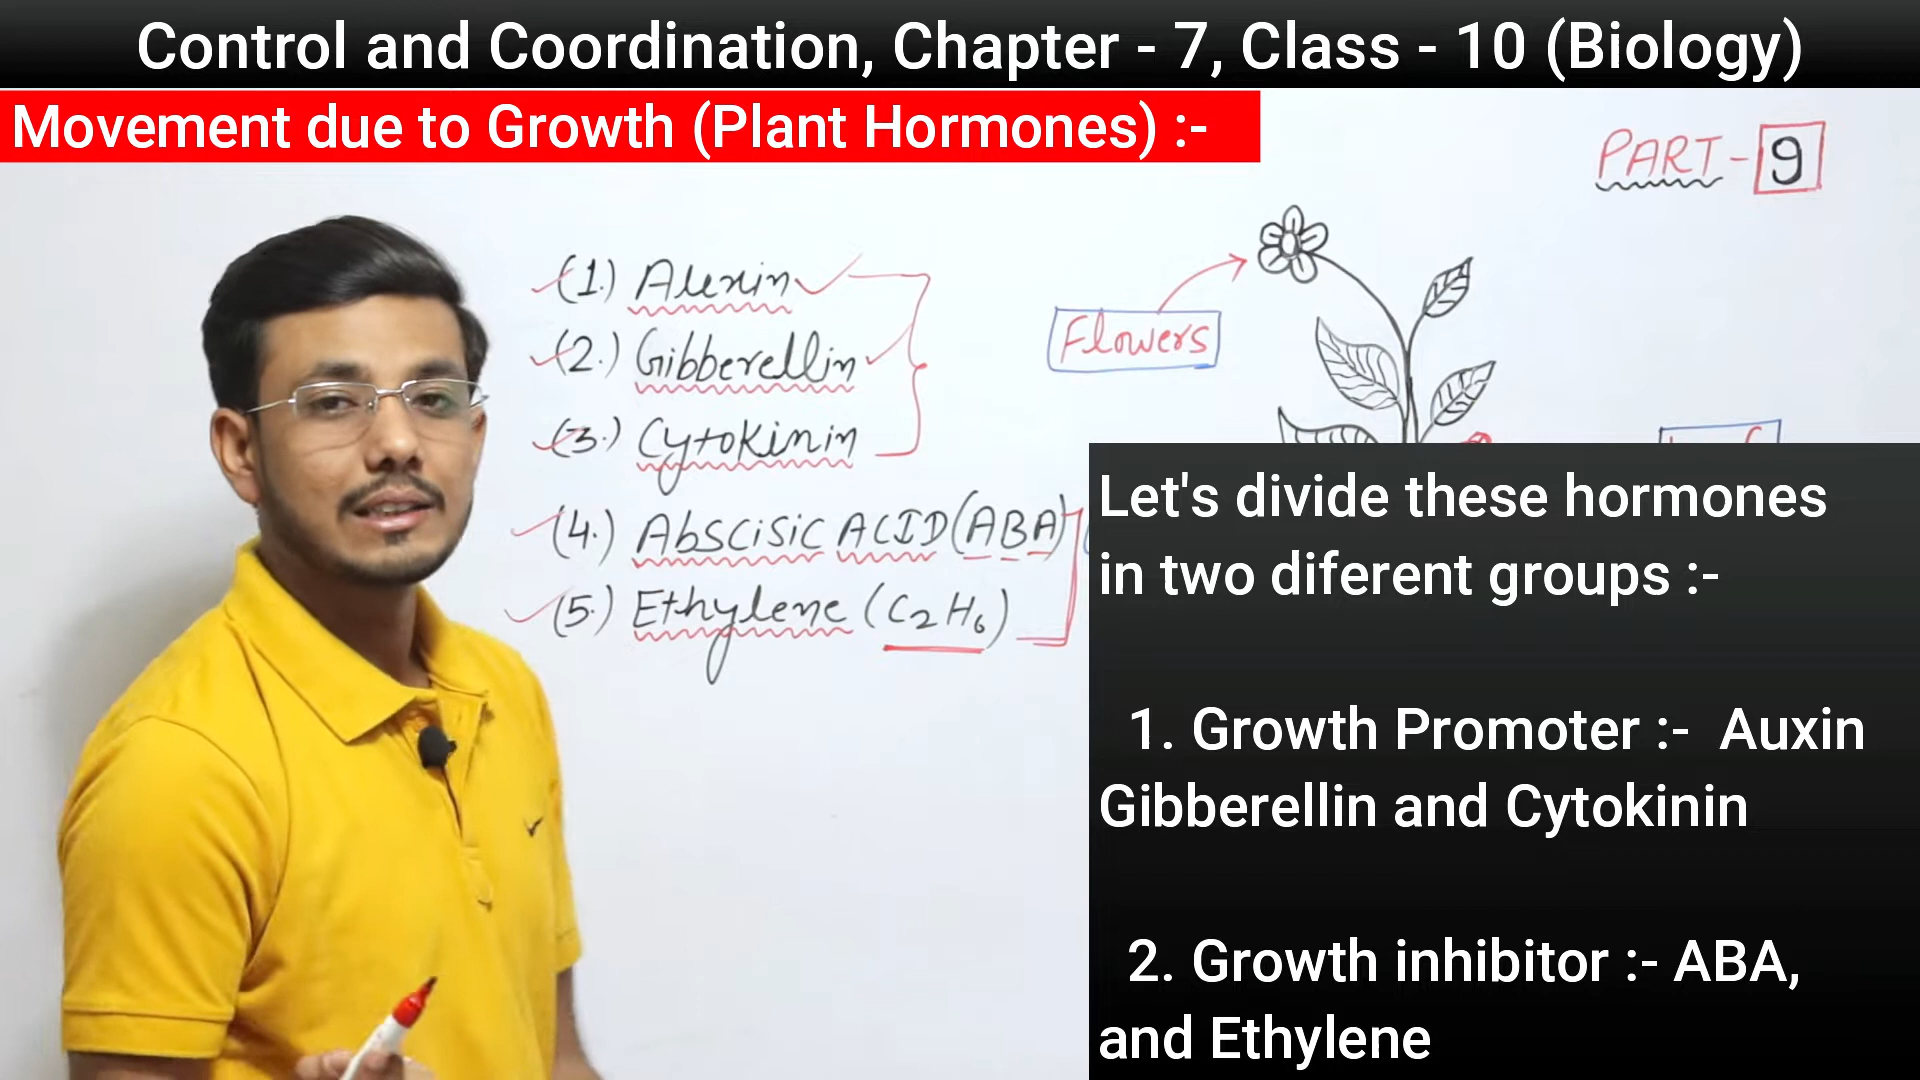 Control and Coordination, Chapter - 7, Class - 10 (Biology)
Movement due to Growth (Plant Hormones) :-
PART-9
(1.) Auxin
(2.) Gibberellin
(3.) Cytokinin
(4.) AbSCiSiC ACID (ABA)
(5.) Ethylene (C2H6)
Flowers
Let's divide these hormones
in two diferent groups :-
1. Growth Promoter :- Auxin
Gibberellin and Cytokinin
2. Growth inhibitor :- ABA,
and Ethylene